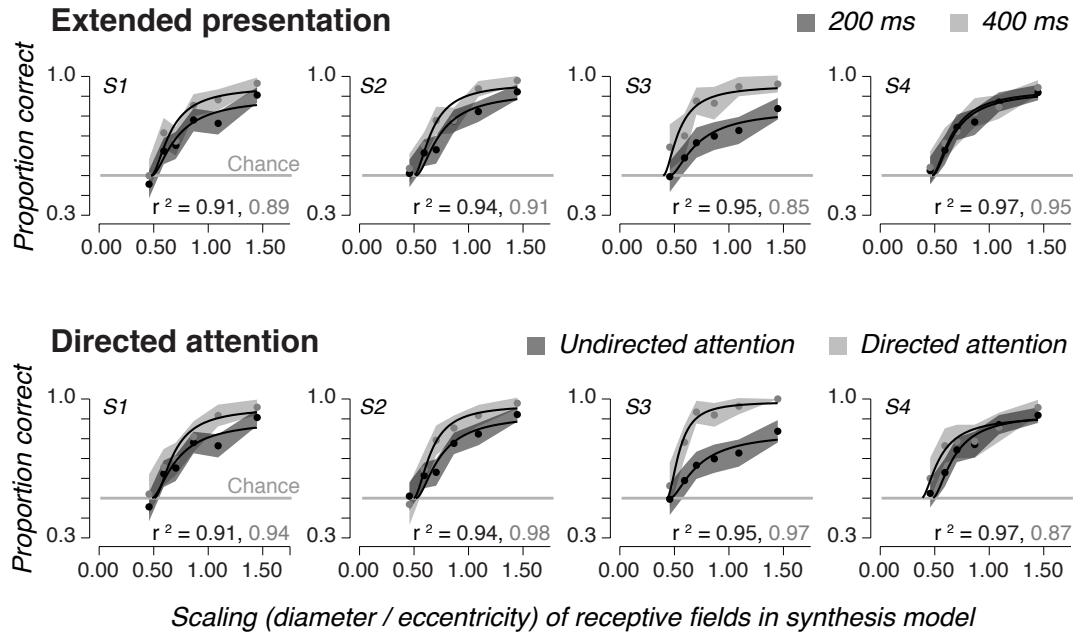 Extended presentation
200 ms 400 ms
Proportion correct
1.0 S1 1.0 S2 1.0 S3 1.0 S4
Chance
0.3 r ² = 0.91, 0.89 0.3 r ² = 0.94, 0.91 0.3 r ² = 0.95, 0.85 0.3 r ² = 0.97, 0.95
0.00 0.50 1.00 1.50 0.00 0.50 1.00 1.50 0.00 0.50 1.00 1.50 0.00 0.50 1.00 1.50
Directed attention
Undirected attention Directed attention
Proportion correct
1.0 S1 1.0 S2 1.0 S3 1.0 S4
Chance
0.3 r ² = 0.91, 0.94 0.3 r ² = 0.94, 0.98 0.3 r ² = 0.95, 0.97 0.3 r ² = 0.97, 0.87
0.00 0.50 1.00 1.50 0.00 0.50 1.00 1.50 0.00 0.50 1.00 1.50 0.00 0.50 1.00 1.50
Scaling (diameter / eccentricity) of receptive fields in synthesis model